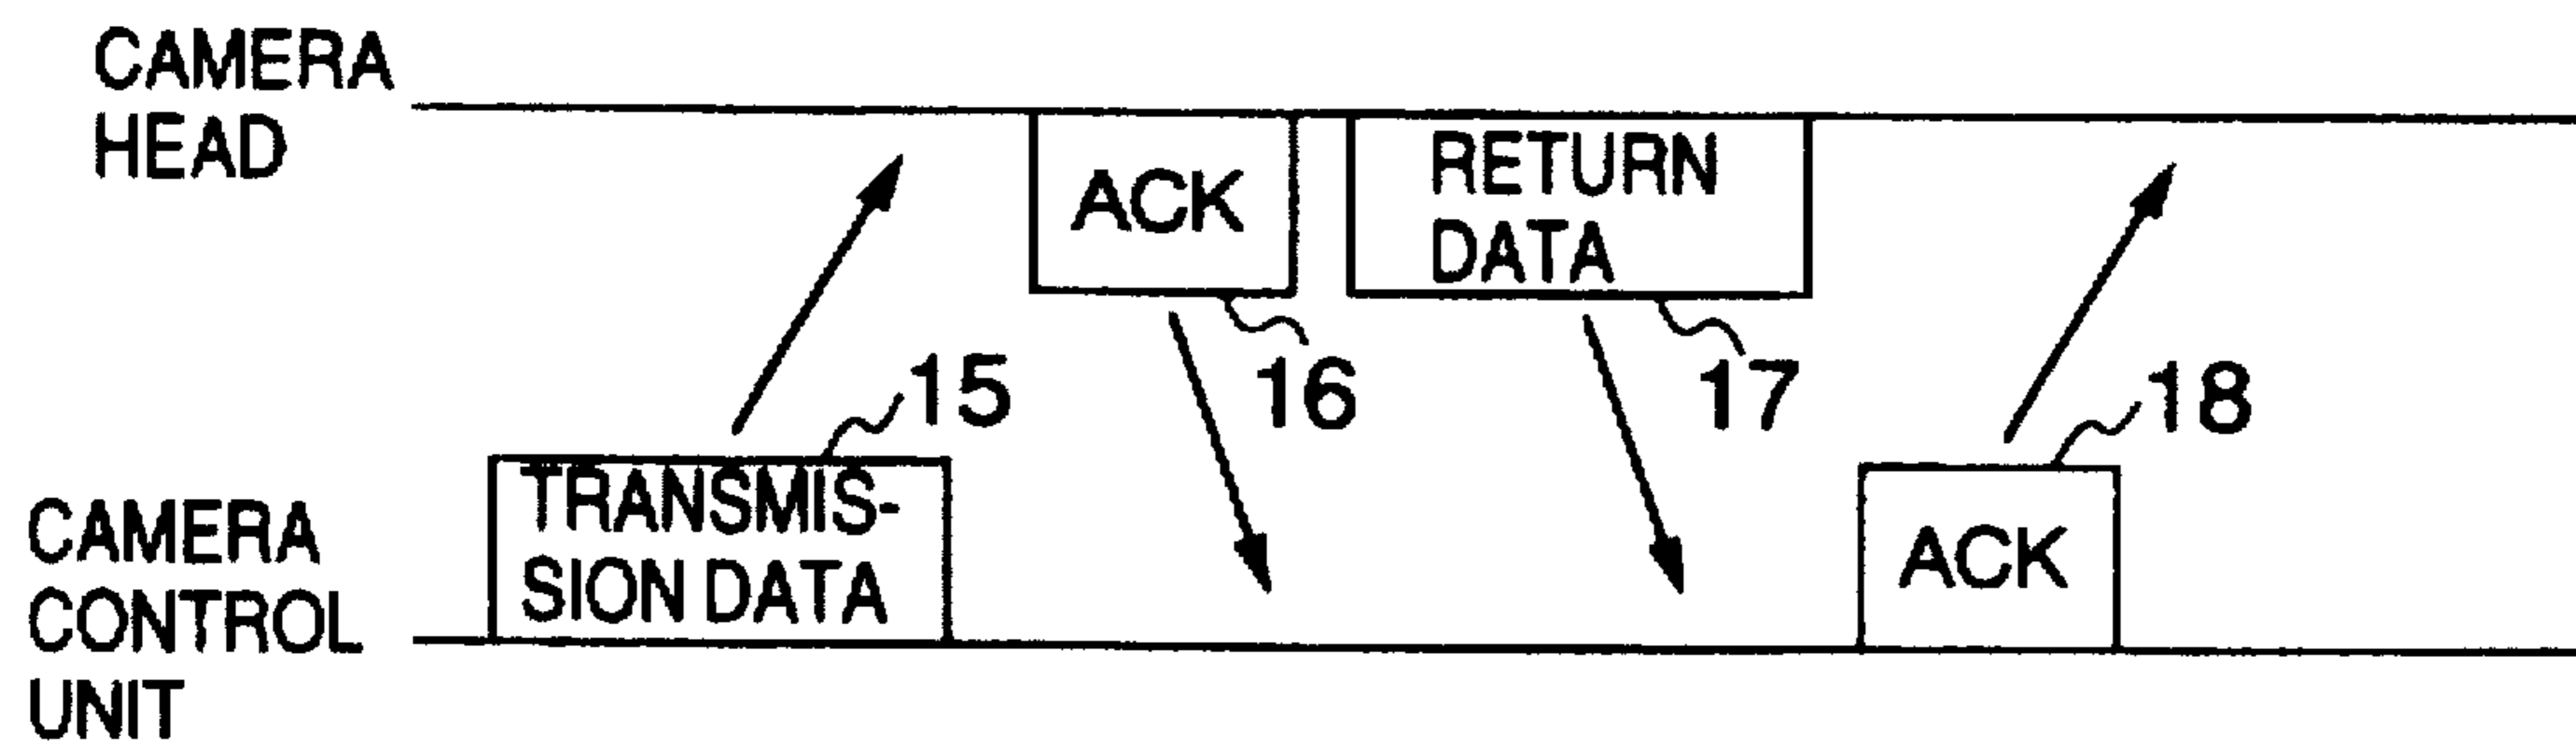 CAMERA
HEAD
ACK
RETURN
DATA
15
16
17
18
CAMERA
CONTROL
UNIT
TRANSMIS-
SION DATA
ACK